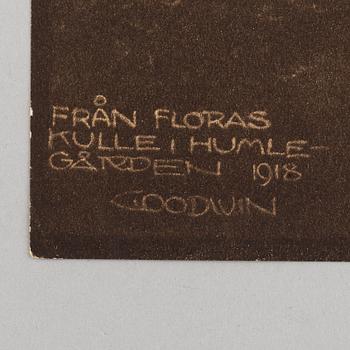 FRÅN FLORAS
KULLE I HUMLE-
GÅRDEN 1918
GOODWIN